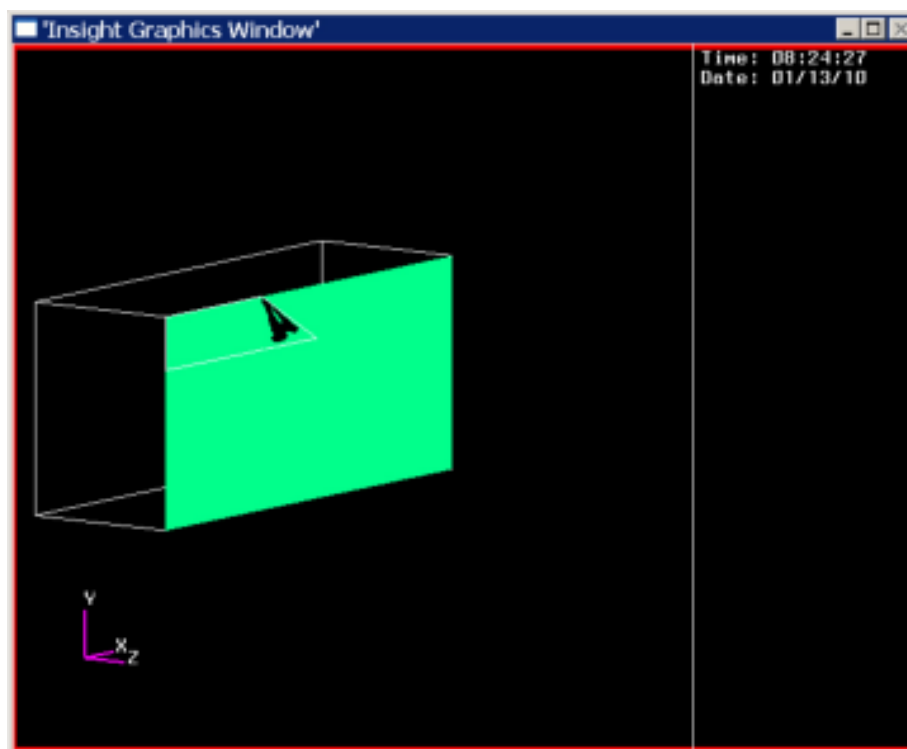 'Insight Graphics Window'
Time: 08:24:27
Date: 01/13/10
Y
X
Z